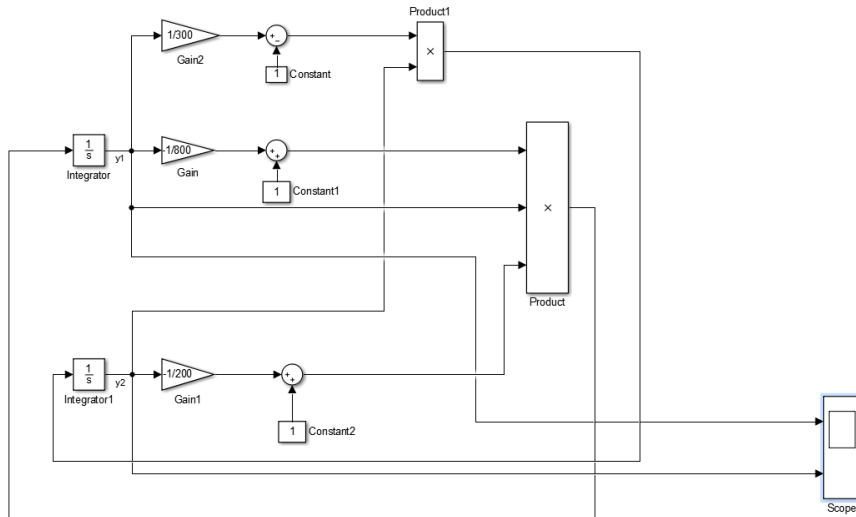 Product1
1/300
+
−
×
Gain2
1
Constant
1
s
y1
Integrator
-1/800
+
+
Gain
1
Constant1
×
Product
1
s
y2
Integrator1
-1/200
+
+
Gain1
1
Constant2
Scope